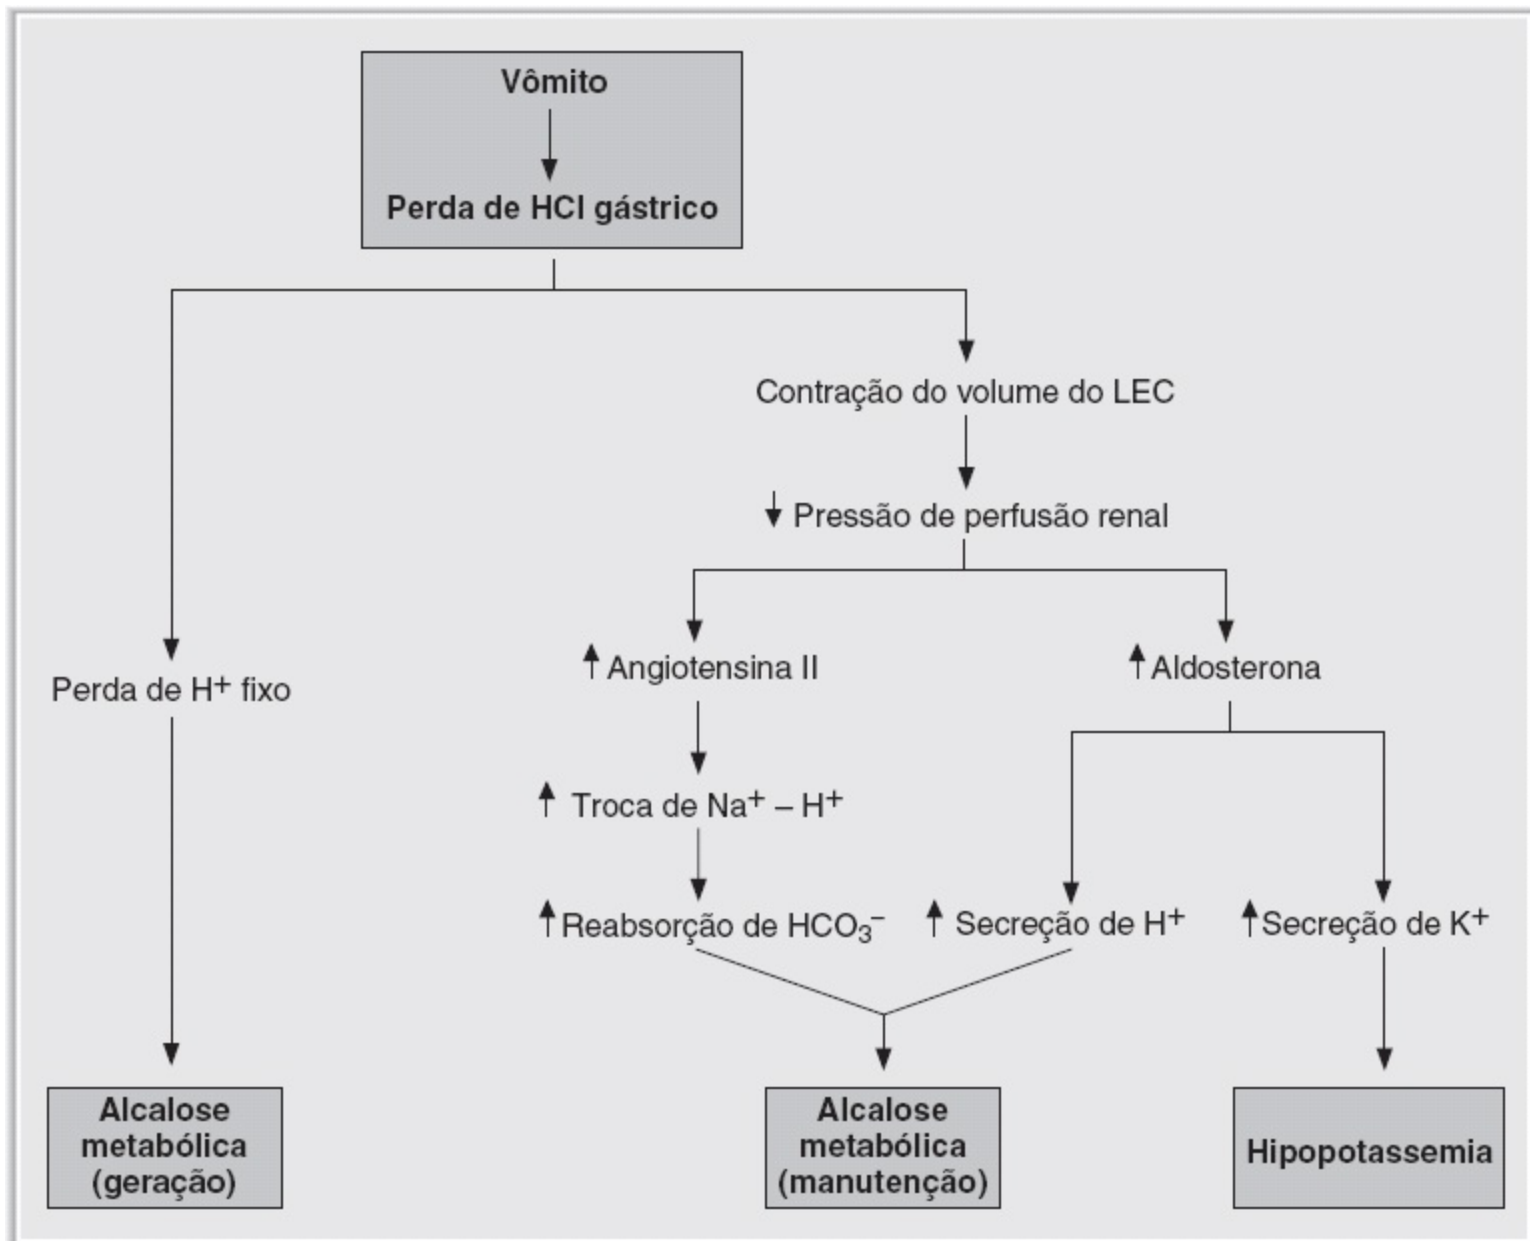 Vômito
Perda de HCl gástrico
Contração do volume do LEC
↓ Pressão de perfusão renal
↑ Angiotensina II
↑ Aldosterona
Perda de H⁺ fixo
↑ Troca de Na⁺ – H⁺
↑ Reabsorção de HCO₃⁻
↑ Secreção de H⁺
↑ Secreção de K⁺
Alcalose
metabólica
(geração)
Alcalose
metabólica
(manutenção)
Hipopotassemia